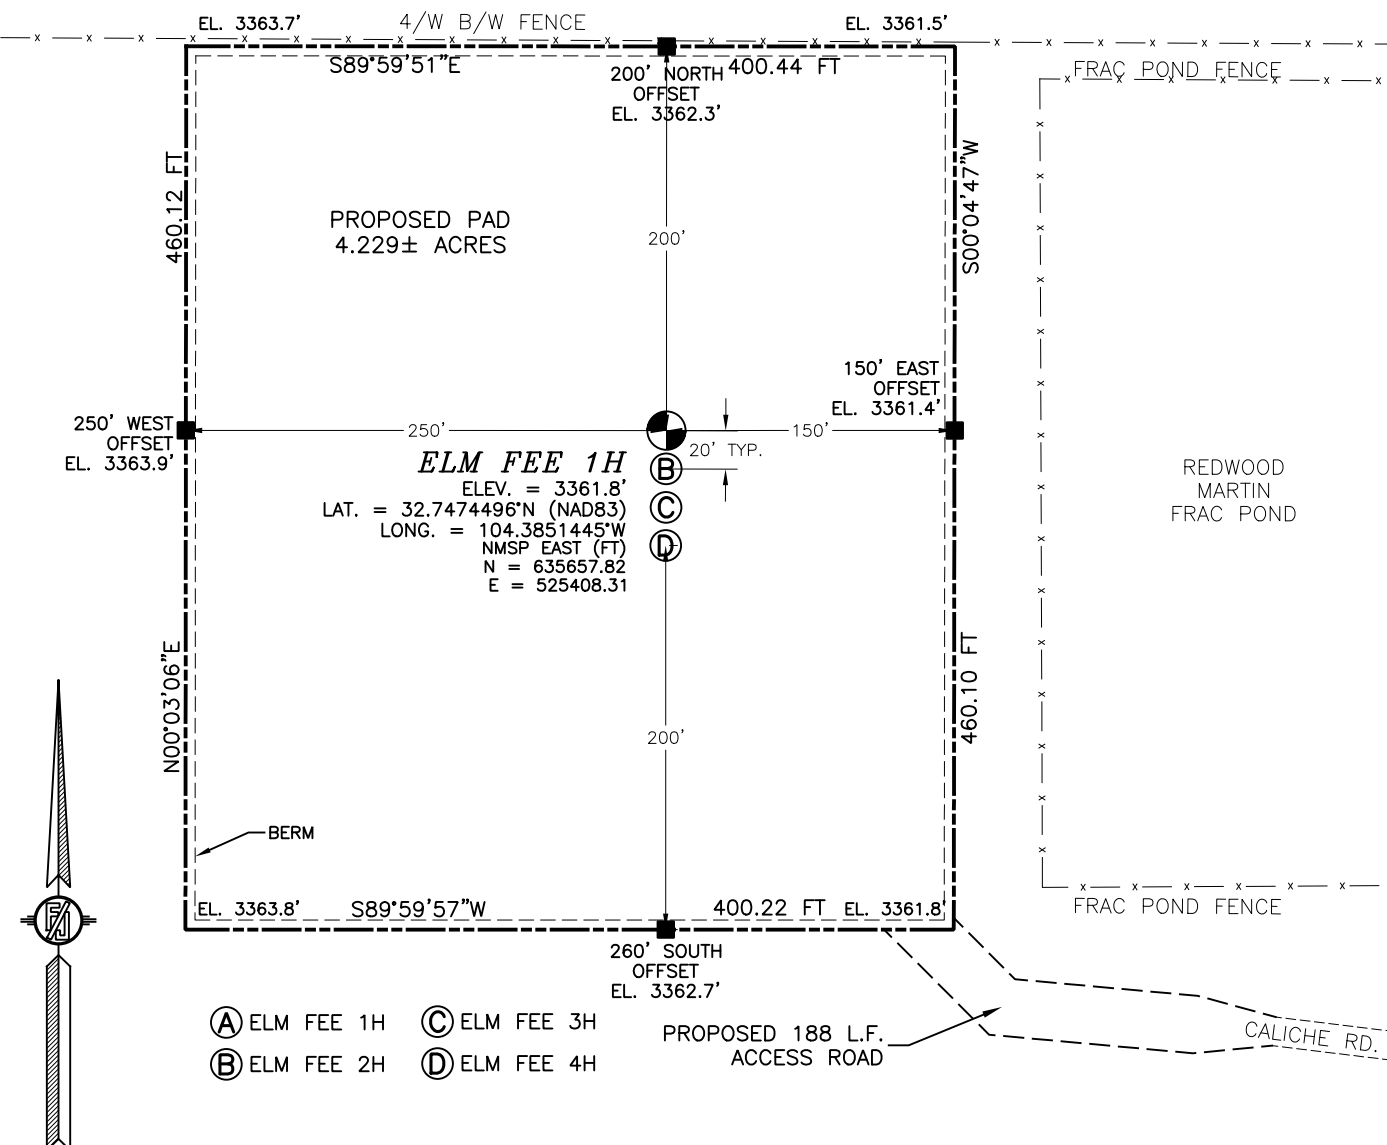 EL. 3363.7'
4/W B/W FENCE
EL. 3361.5'
S89°59'51"E
400.44 FT
200' NORTH
OFFSET
EL. 3362.3'
FRAC POND FENCE
460.12 FT
S00°04'47"W
PROPOSED PAD
4.229± ACRES
200'
150' EAST
OFFSET
EL. 3361.4'
250' WEST
OFFSET
EL. 3363.9'
250'
150'
20' TYP.
ELM FEE 1H
ELEV. = 3361.8'
LAT. = 32.7474496°N (NAD83)
LONG. = 104.3851445°W
NMSP EAST (FT)
N = 635657.82
E = 525408.31
B
C
D
REDWOOD
MARTIN
FRAC POND
N00°03'06"E
460.10 FT
200'
BERM
EL. 3363.8'
S89°59'57"W
400.22 FT
EL. 3361.8'
FRAC POND FENCE
260' SOUTH
OFFSET
EL. 3362.7'
A ELM FEE 1H
C ELM FEE 3H
B ELM FEE 2H
D ELM FEE 4H
PROPOSED 188 L.F.
ACCESS ROAD
CALICHE RD.